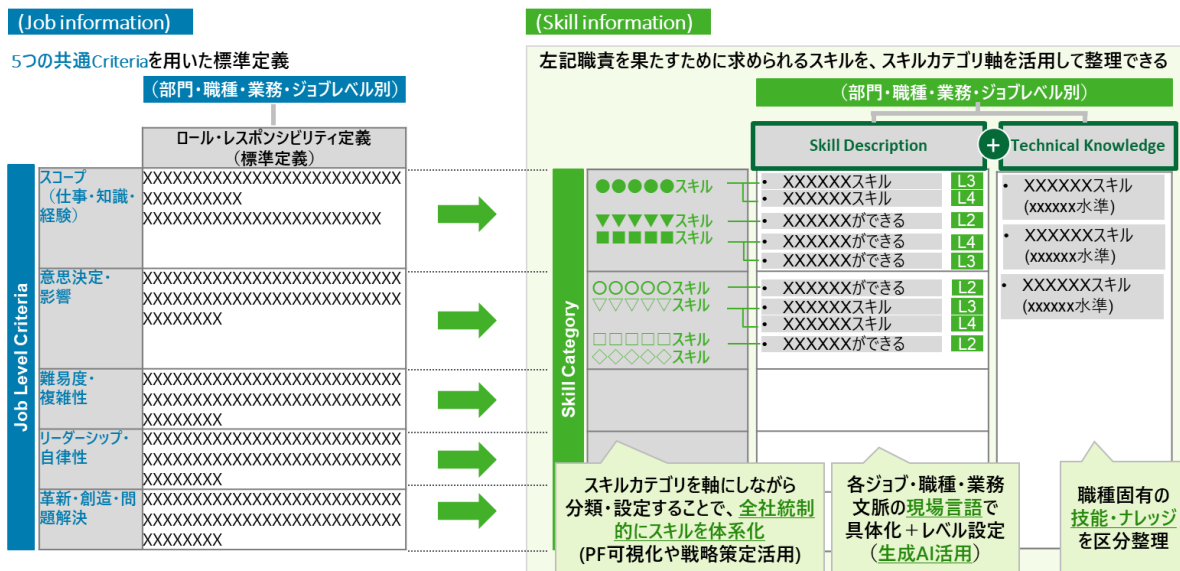 (Job information)
5つの共通Criteriaを用いた標準定義
(部門・職種・業務・ジョブレベル別)
ロール・レスポンシビリティ定義
(標準定義)
Job Level Criteria
スコープ
(仕事・知識・
経験)
XXXXXXXXXXXXXXXXXXXXXXXXXX
XXXXXXXXXX
XXXXXXXXXXXXXXXXXXXXXXXX
意思決定・
影響
XXXXXXXXXXXXXXXXXXXXXXXXXX
XXXXXXXXXXXXXXXXXXXXXXXXXX
XXXXXXXX
難易度・
複雑性
XXXXXXXXXXXXXXXXXXXXXXXXXX
XXXXXXXXXXXXXXXXXXXXXXXXXX
XXXXXXXX
リーダーシップ・
自律性
XXXXXXXXXXXXXXXXXXXXXXXXXX
XXXXXXXXXXXXXXXXXXXXXXXXXX
XXXXXXXX
革新・創造・問
題解決
XXXXXXXXXXXXXXXXXXXXXXXXXX
XXXXXXXXXXXXXXXXXXXXXXXXXX
XXXXXXXX
(Skill information)
左記職責を果たすために求められるスキルを、スキルカテゴリ軸を活用して整理できる
(部門・職種・業務・ジョブレベル別)
Skill Description
+
Technical Knowledge
Skill Category
●●●●●スキル
▼▼▼▼▼スキル
■■■■■スキル
○○○○○スキル
▽▽▽▽▽スキル
□□□□□スキル
◇◇◇◇◇スキル
• XXXXXXスキル L3
• XXXXXXスキル L4
• XXXXXXができる L2
• XXXXXXができる L4
• XXXXXXができる L3
• XXXXXXができる L2
• XXXXXXスキル L3
• XXXXXXスキル L4
• XXXXXXができる L2
• XXXXXXスキル
(xxxxxx水準)
• XXXXXXスキル
(xxxxxx水準)
• XXXXXXスキル
(xxxxxx水準)
スキルカテゴリを軸にしながら
分類・設定することで、全社統制
的にスキルを体系化
(PF可視化や戦略策定活用)
各ジョブ・職種・業務
文脈の現場言語で
具体化+レベル設定
(生成AI活用)
職種固有の
技能・ナレッジ
を区分整理